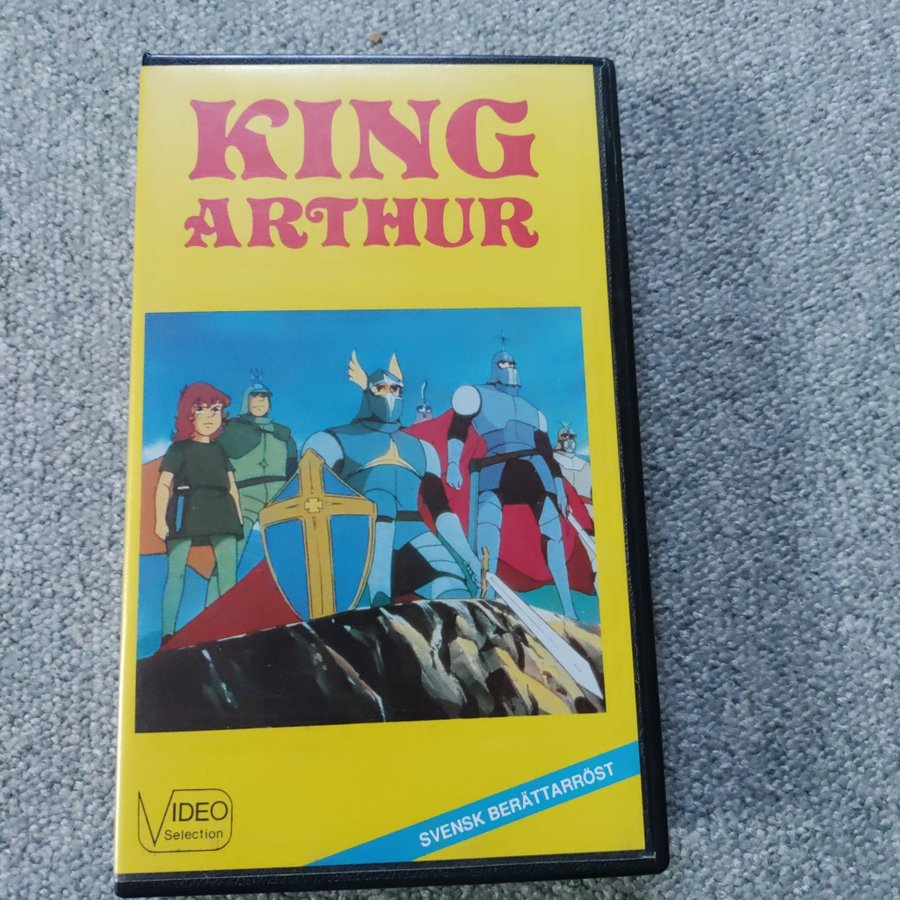 KING
ARTHUR
VIDEO
Selection
SVENSK BERÄTTARRÖST